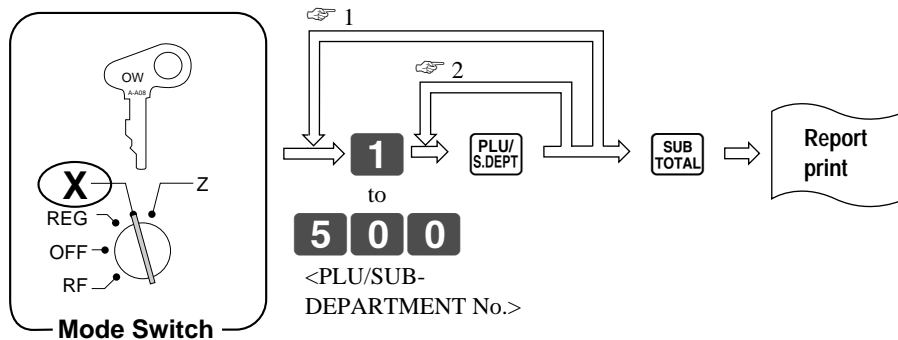 ☞ 1
☞ 2
OW
A-A08
X
Z
REG
OFF
RF
Mode Switch
1
to
5 0 0
<PLU/SUB-
DEPARTMENT No.>
PLU/
S.DEPT
SUB
TOTAL
Report
print